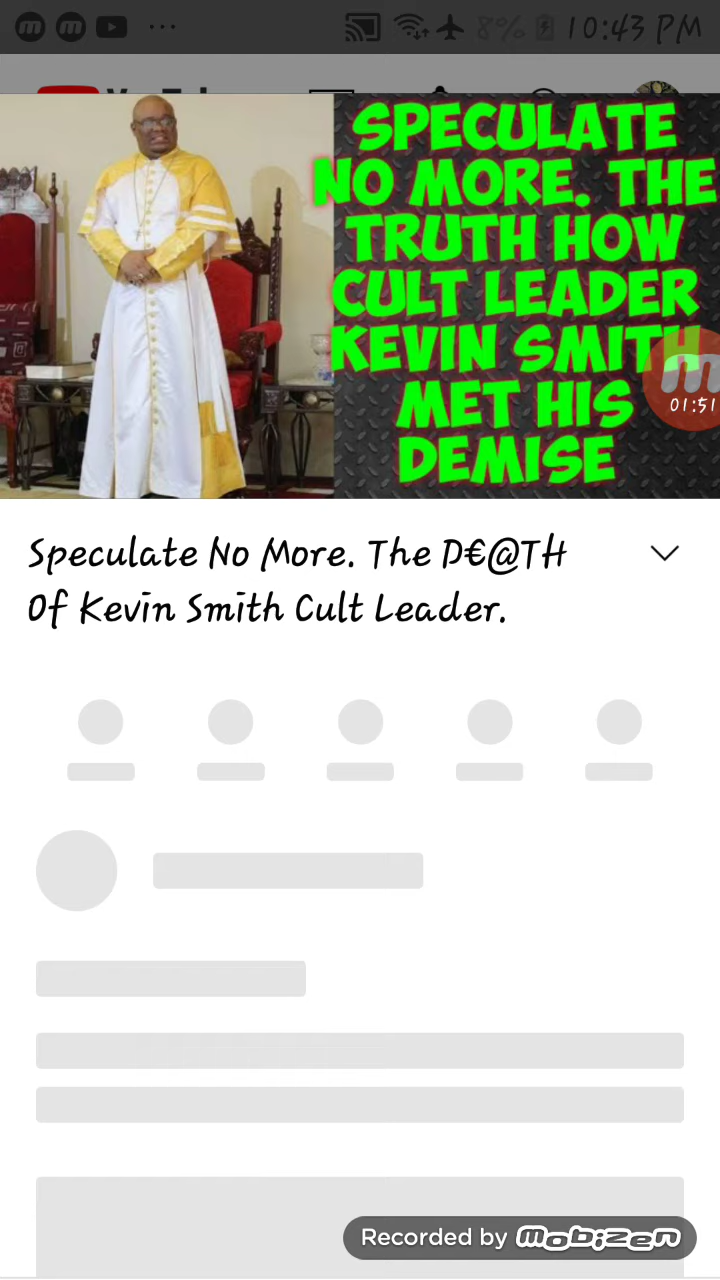 8% 10:43 PM
SPECULATE
NO MORE. THE
TRUTH HOW
CULT LEADER
KEVIN SMITH
MET HIS
DEMISE
01:51
Speculate No More. The D€@TH
Of Kevin Smith Cult Leader.
Recorded by mobizen